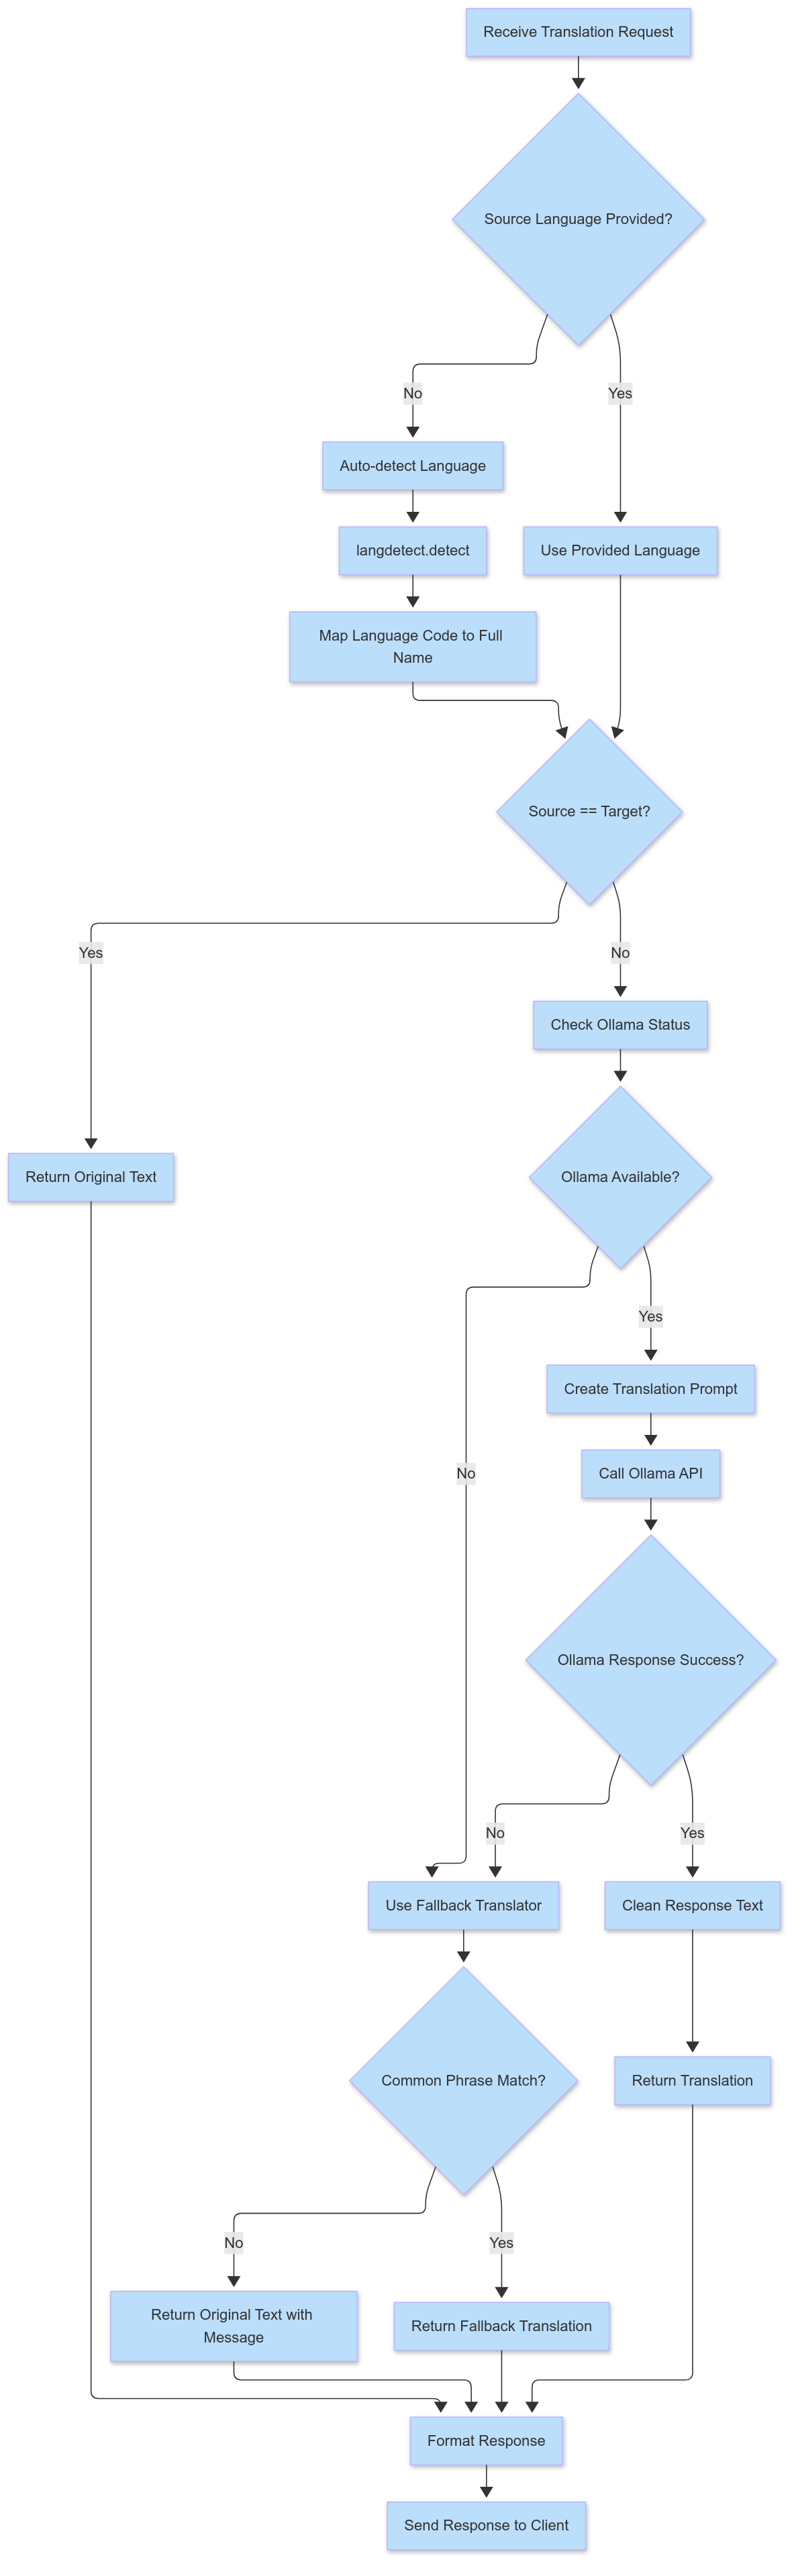 Receive Translation Request
Source Language Provided?
No
Yes
Auto-detect Language
langdetect.detect
Use Provided Language
Map Language Code to Full
Name
Source == Target?
Yes
No
Check Ollama Status
Return Original Text
Ollama Available?
Yes
Create Translation Prompt
No
Call Ollama API
Ollama Response Success?
No
Yes
Use Fallback Translator
Clean Response Text
Common Phrase Match?
Return Translation
No
Yes
Return Original Text with
Message
Return Fallback Translation
Format Response
Send Response to Client